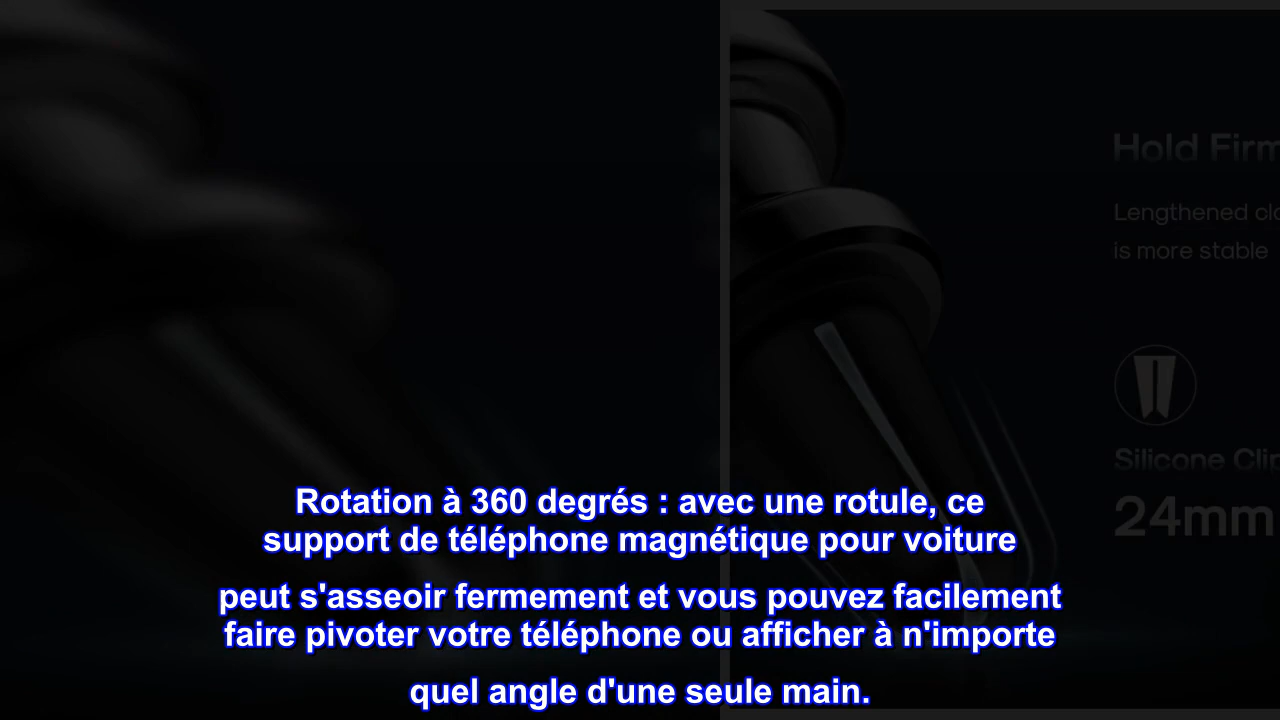 Hold Firm
Lengthened
is more stable
Silicone Clip
24mm
Rotation à 360 degrés : avec une rotule, ce
support de téléphone magnétique pour voiture
peut s'asseoir fermement et vous pouvez facilement
faire pivoter votre téléphone ou afficher à n'importe
quel angle d'une seule main.